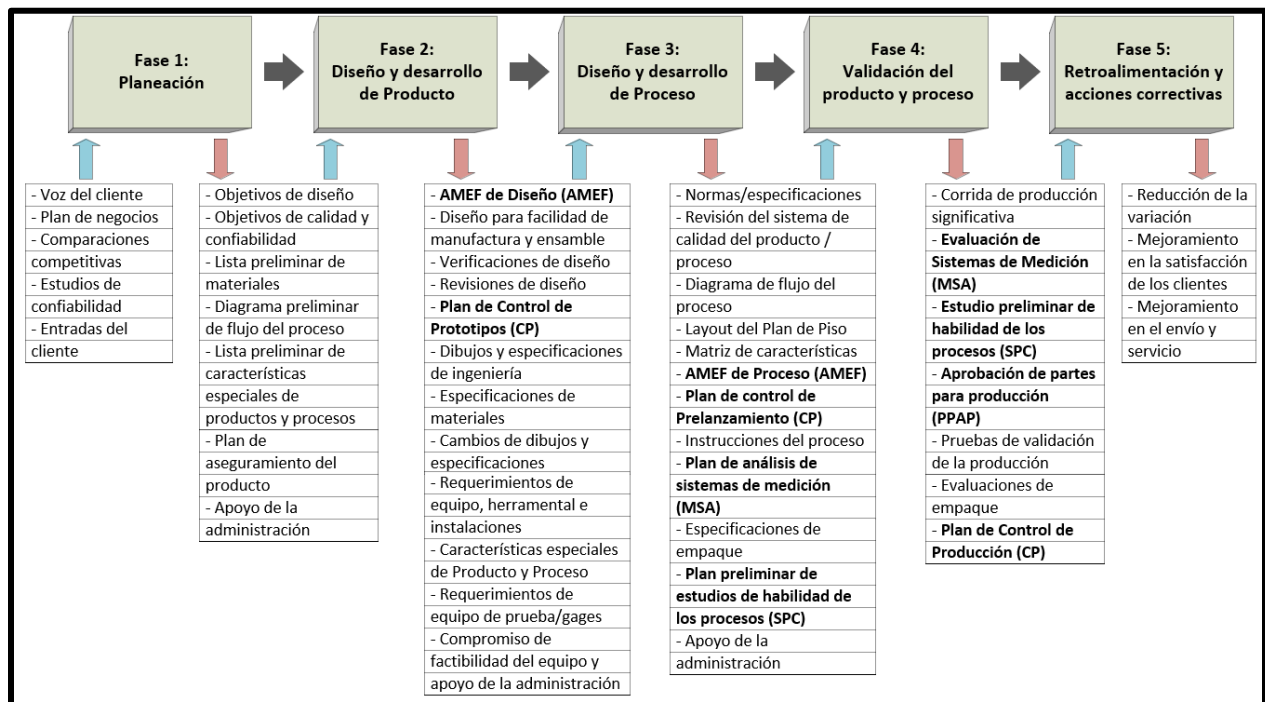 Fase 1:
Planeación
Fase 2:
Diseño y desarrollo
de Producto
Fase 3:
Diseño y desarrollo
de Proceso
Fase 4:
Validación del
producto y proceso
Fase 5:
Retroalimentación y
acciones correctivas
- Voz del cliente
- Plan de negocios
- Comparaciones
competitivas
- Estudios de
confiabilidad
- Entradas del
cliente
- Objetivos de diseño
- Objetivos de calidad y
confiabilidad
- Lista preliminar de
materiales
- Diagrama preliminar
de flujo del proceso
- Lista preliminar de
características
especiales de
productos y procesos
- Plan de
aseguramiento del
producto
- Apoyo de la
administración
- AMEF de Diseño (AMEF)
- Diseño para facilidad de
manufactura y ensamble
- Verificaciones de diseño
- Revisiones de diseño
- Plan de Control de
Prototipos (CP)
- Dibujos y especificaciones
de ingeniería
- Especificaciones de
materiales
- Cambios de dibujos y
especificaciones
- Requerimientos de
equipo, herramental e
instalaciones
- Características especiales
de Producto y Proceso
- Requerimientos de
equipo de prueba/gages
- Compromiso de
factibilidad del equipo y
apoyo de la administración
- Normas/especificaciones
- Revisión del sistema de
calidad del producto /
proceso
- Diagrama de flujo del
proceso
- Layout del Plan de Piso
- Matriz de características
- AMEF de Proceso (AMEF)
- Plan de control de
Prelanzamiento (CP)
- Instrucciones del proceso
- Plan de análisis de
sistemas de medición
(MSA)
- Especificaciones de
empaque
- Plan preliminar de
estudios de habilidad de
los procesos (SPC)
- Apoyo de la
administración
- Corrida de producción
significativa
- Evaluación de
Sistemas de Medición
(MSA)
- Estudio preliminar de
habilidad de los
procesos (SPC)
- Aprobación de partes
para producción
(PPAP)
- Pruebas de validación
de la producción
- Evaluaciones de
empaque
- Plan de Control de
Producción (CP)
- Reducción de la
variación
- Mejoramiento
en la satisfacción
de los clientes
- Mejoramiento
en el envío y
servicio